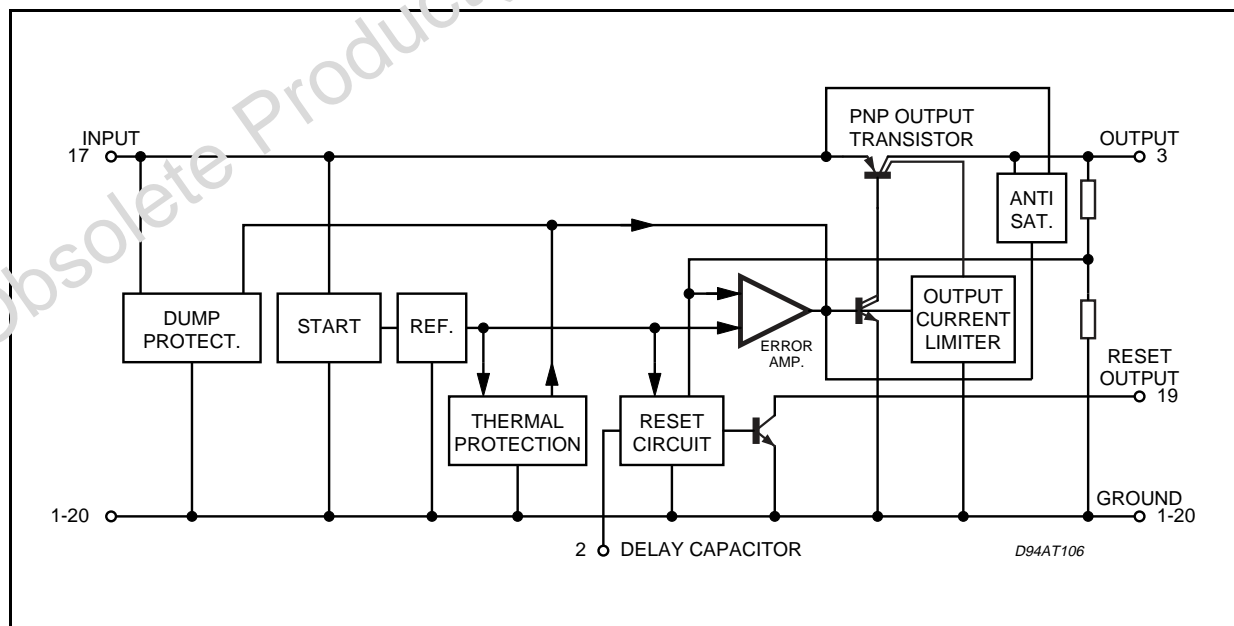 Obsolete Product
INPUT
17
PNP OUTPUT
TRANSISTOR
OUTPUT
3
ANTI
SAT.
DUMP
PROTECT.
START
REF.
ERROR
AMP.
OUTPUT
CURRENT
LIMITER
RESET
OUTPUT
19
THERMAL
PROTECTION
RESET
CIRCUIT
1-20
GROUND
1-20
2
DELAY CAPACITOR
D94AT106